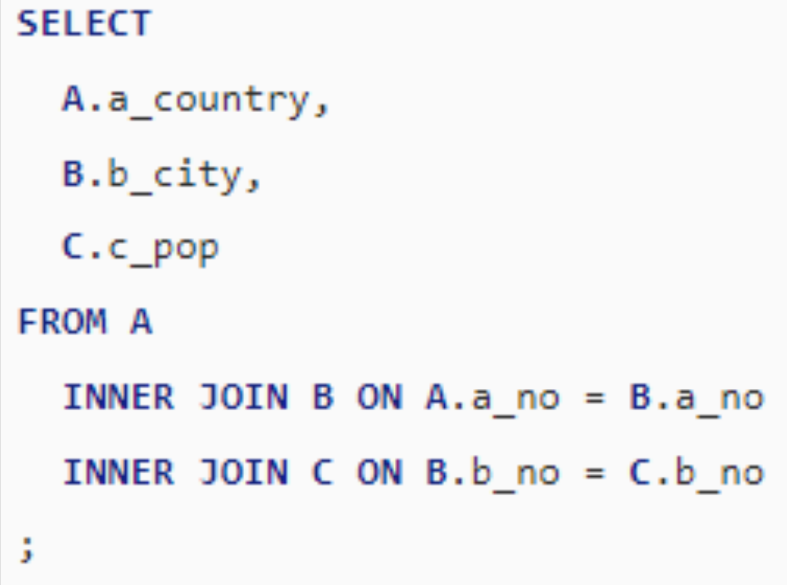 SELECT
A.a_country,
B.b_city,
C.c_pop
FROM A
INNER JOIN B ON A.a_no = B.a_no
INNER JOIN C ON B.b_no = C.b_no
;